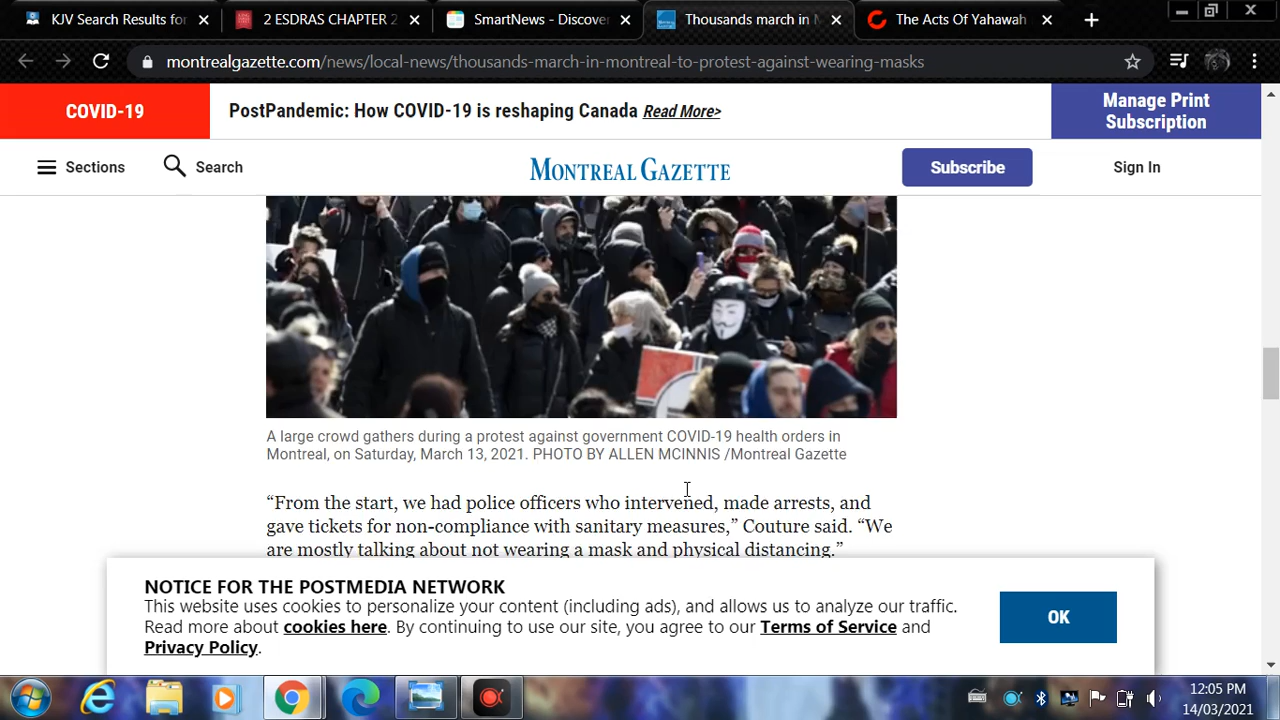 KJV Search Results for
2 ESDRAS CHAPTER 2
SmartNews - Discover
Thousands march in M
The Acts Of Yahawah
montrealgazette.com/news/local-news/thousands-march-in-montreal-to-protest-against-wearing-masks
COVID-19
PostPandemic: How COVID-19 is reshaping Canada Read More>
Manage Print
Subscription
Sections
Search
MONTREAL GAZETTE
Subscribe
Sign In
A large crowd gathers during a protest against government COVID-19 health orders in
Montreal, on Saturday, March 13, 2021. PHOTO BY ALLEN MCINNIS /Montreal Gazette
“From the start, we had police officers who intervened, made arrests, and
gave tickets for non-compliance with sanitary measures,” Couture said. “We
are mostly talking about not wearing a mask and physical distancing.”
NOTICE FOR THE POSTMEDIA NETWORK
This website uses cookies to personalize your content (including ads), and allows us to analyze our traffic.
Read more about cookies here. By continuing to use our site, you agree to our Terms of Service and
Privacy Policy.
OK
12:05 PM
14/03/2021